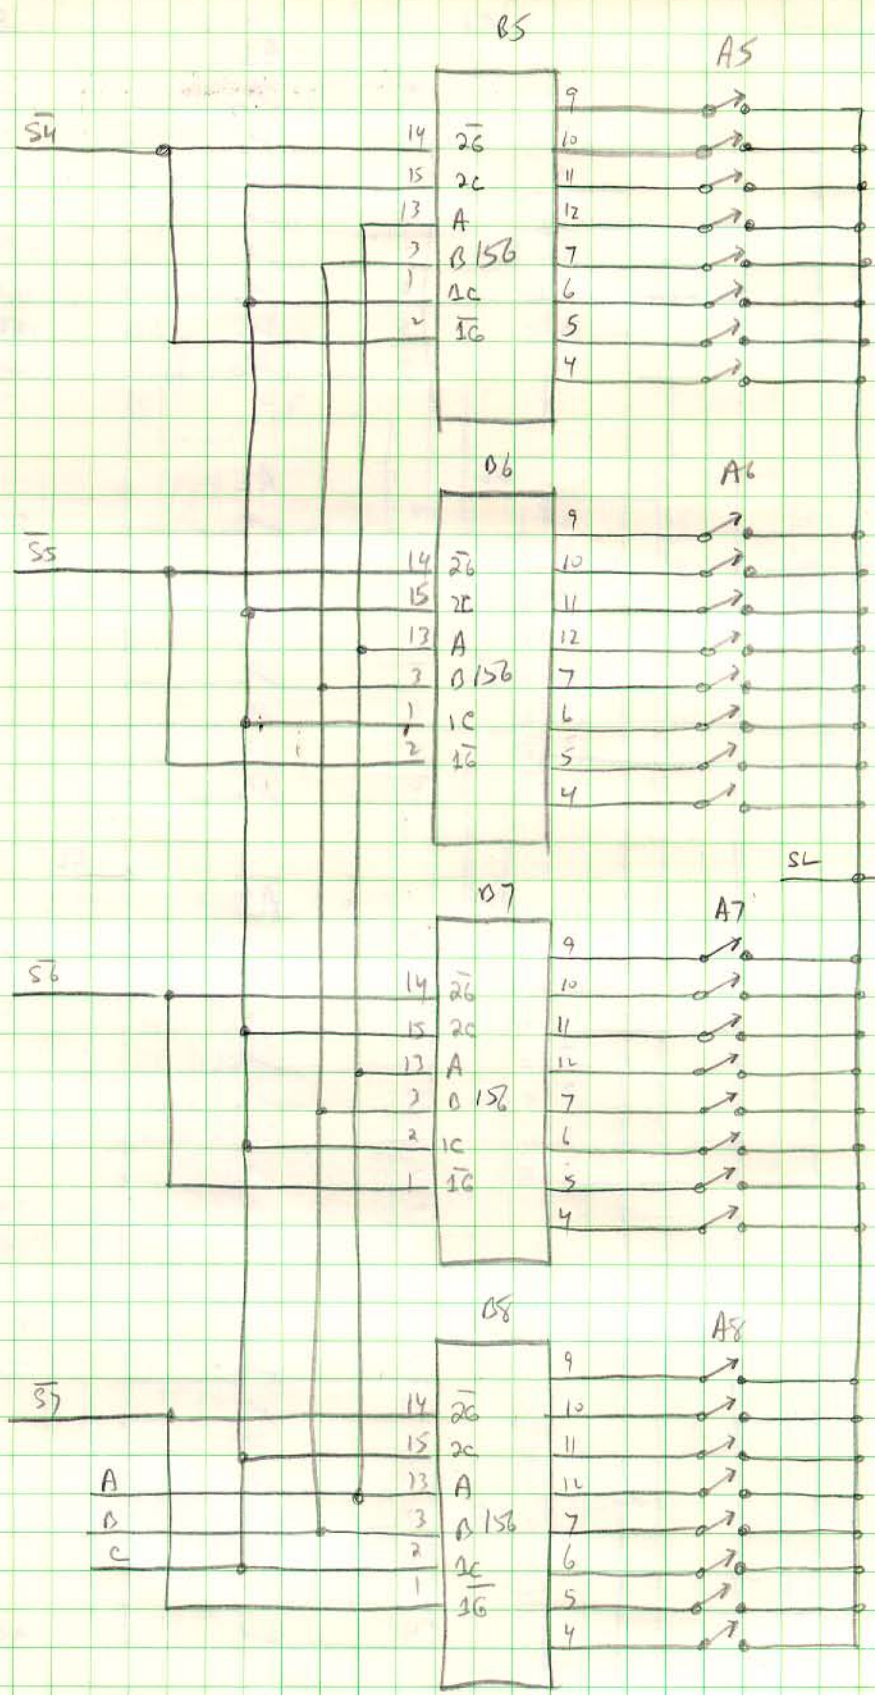 B5
A5
9
S4
14 2G 10
15 2C 11
13 A 12
3 B 156 7
1 1C 6
2 1G 5
4
B6
A6
9
S5
14 2G 10
15 2C 11
13 A 12
3 B 156 7
1 1C 6
2 1G 5
4
SL
B7
A7
9
S6
14 2G 10
15 2C 11
13 A 12
3 B 156 7
2 1C 6
1 1G 5
4
B8
A8
9
S7
14 2G 10
15 2C 11
A 13 A 12
B 3 B 156 7
C 2 1C 6
1 1G 5
4